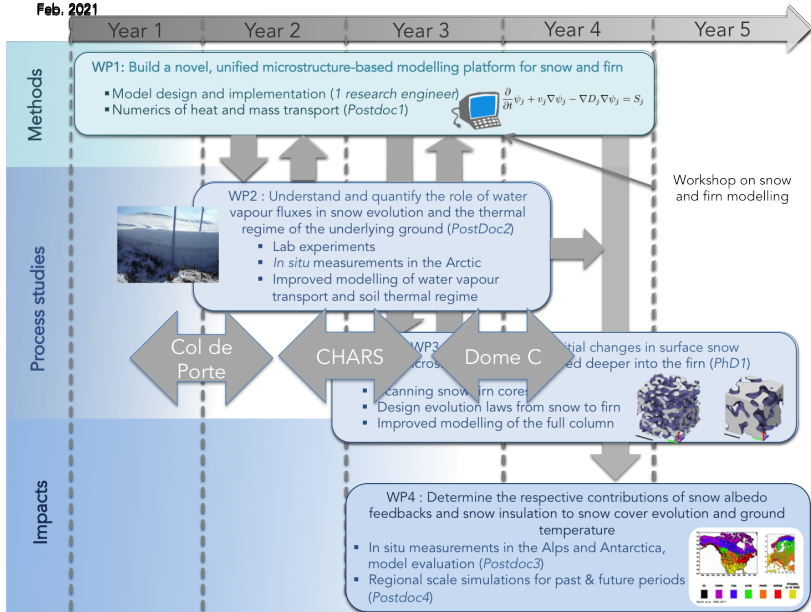 Feb. 2021
Year 1 Year 2 Year 3 Year 4 Year 5
Methods
WP1: Build a novel, unified microstructure-based modelling platform for snow and firn
▪ Model design and implementation (1 research engineer)
▪ Numerics of heat and mass transport (Postdoc1)
∂/∂t ψj + vj∇ψj − ∇Dj∇ψj = Sj
Workshop on snow
and firn modelling
Process studies
WP2 : Understand and quantify the role of water
vapour fluxes in snow evolution and the thermal
regime of the underlying ground (PostDoc2)
▪ Lab experiments
▪ In situ measurements in the Arctic
▪ Improved modelling of water vapour
transport and soil thermal regime
Col de
Porte
CHARS
Dome C
WP3 changes in surface snow
deeper into the firn (PhD1)
▪ Scanning snow firn cores
▪ Design evolution laws from snow to firn
▪ Improved modelling of the full column
Impacts
WP4 : Determine the respective contributions of snow albedo
feedbacks and snow insulation to snow cover evolution and ground
temperature
▪ In situ measurements in the Alps and Antarctica,
model evaluation (Postdoc3)
▪ Regional scale simulations for past & future periods
(Postdoc4)